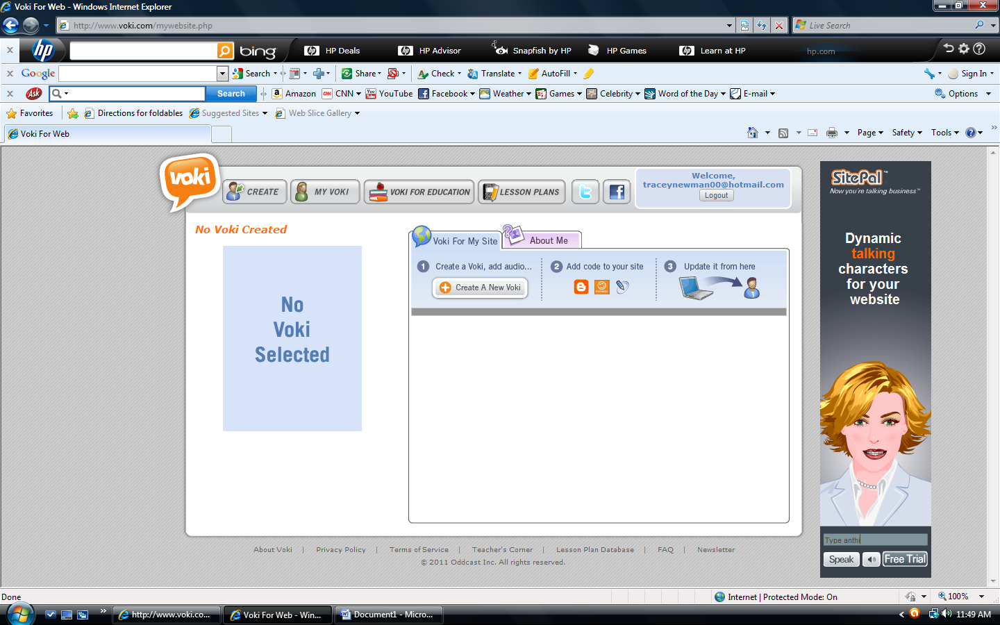 Voki For Web - Windows Internet Explorer
http://www.voki.com/mywebsite.php
Live Search
x hp bing HP Deals HP Advisor Snapfish by HP HP Games Learn at HP hp.com
x Google Search Share Check Translate AutoFill Sign In
x Ask Search Amazon CNN YouTube Facebook Weather Games Celebrity Word of the Day E-mail Options
Favorites Directions for foldables Suggested Sites Web Slice Gallery
Voki For Web Page Safety Tools
voki
CREATE MY VOKI VOKI FOR EDUCATION LESSON PLANS
Welcome,
traceynewman00@hotmail.com
Logout
No Voki Created
No
Voki
Selected
Voki For My Site About Me
1 Create a Voki, add audio... 2 Add code to your site 3 Update it from here
Create A New Voki
SitePal™
Now you're talking business™
Dynamic
talking
characters
for your
website
Type anthi
Speak Free Trial
About Voki | Privacy Policy | Terms of Service | Teacher's Corner | Lesson Plan Database | FAQ | Newsletter
© 2011 Oddcast Inc. All rights reserved.
Done Internet | Protected Mode: On 100%
http://www.voki.co... Voki For Web - Win... Document1 - Micro... 11:49 AM